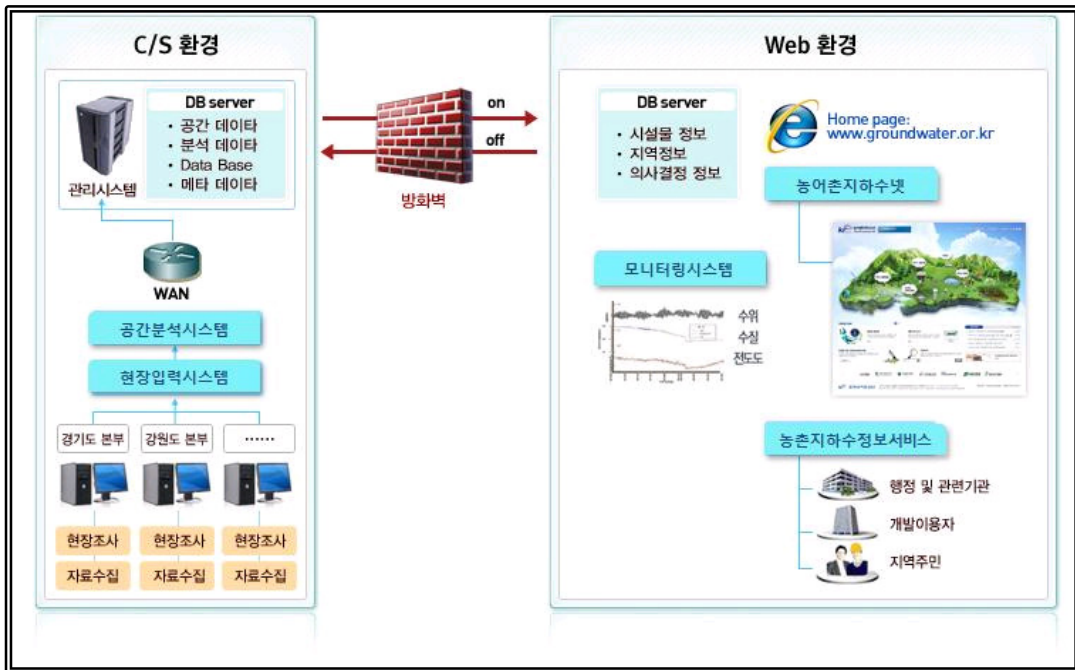 C/S 환경
DB server
• 공간 데이타
• 분석 데이타
• Data Base
• 메타 데이타
관리시스템
WAN
공간분석시스템
현장입력시스템
경기도 본부
강원도 본부
······
현장조사
현장조사
현장조사
자료수집
자료수집
자료수집
on
off
방화벽
Web 환경
DB server
• 시설물 정보
• 지역정보
• 의사결정 정보
Home page:
www.groundwater.or.kr
농어촌지하수넷
모니터링시스템
수위
수질
전도도
농촌지하수정보서비스
행정 및 관련기관
개발이용자
지역주민